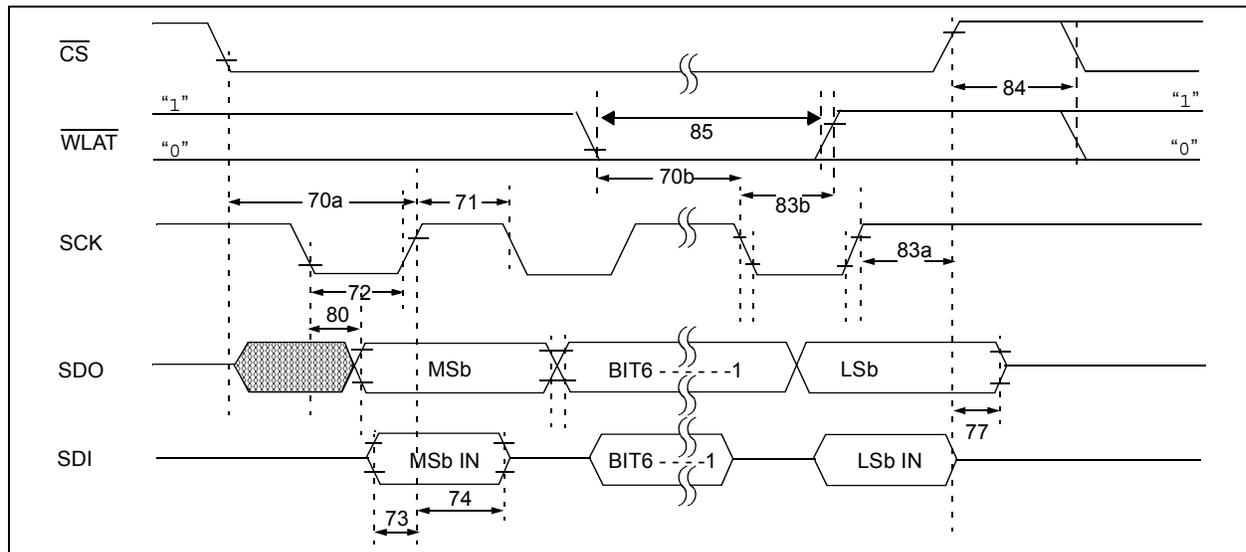 CS
84
"1"
"1"
85
WLAT
"0"
"0"
70b
70a
71
83b
SCK
83a
72
80
SDO
MSb
BIT6 - - - - - - -1
LSb
77
SDI
MSb IN
BIT6 - - - - -1
LSb IN
74
73